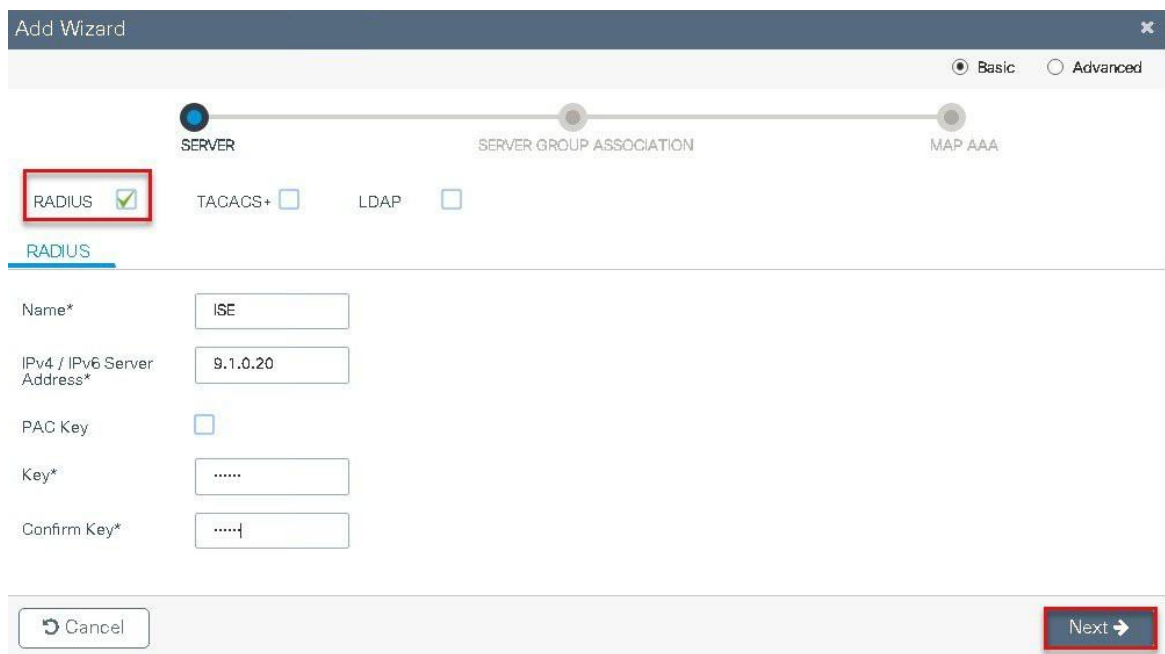 Add Wizard
Basic Advanced
SERVER SERVER GROUP ASSOCIATION MAP AAA
RADIUS TACACS+ LDAP
RADIUS
Name* ISE
IPv4 / IPv6 Server
Address* 9.1.0.20
PAC Key
Key* ••••••
Confirm Key* ••••••
Cancel Next